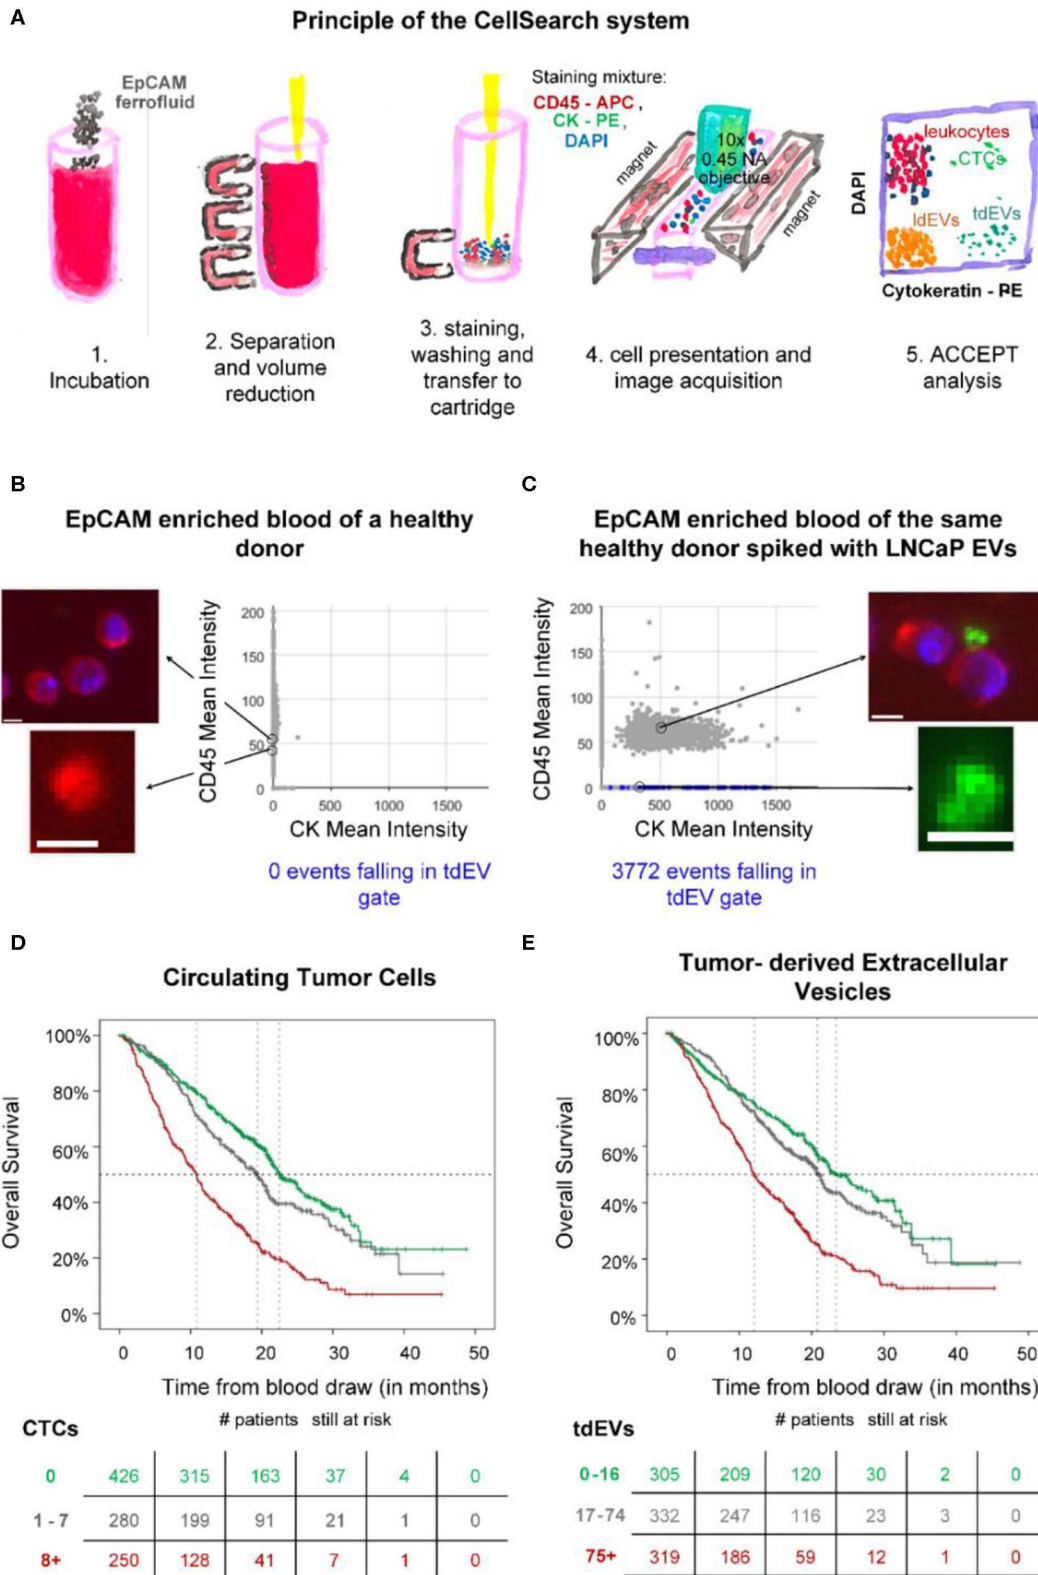 A
Principle of the CellSearch system
EpCAM
ferrofluid
Staining mixture:
CD45 - APC ,
CK - PE ,
DAPI
magnet
10x
0.45 NA
objective
magnet
DAPI
leukocytes
CTCs
ldEVs
tdEVs
Cytokeratin - PE
1.
Incubation
2. Separation
and volume
reduction
3. staining,
washing and
transfer to
cartridge
4. cell presentation and
image acquisition
5. ACCEPT
analysis
B
EpCAM enriched blood of a healthy
donor
CD45 Mean Intensity
200
150
100
50
0
0 500 1000 1500
CK Mean Intensity
0 events falling in tdEV
gate
C
EpCAM enriched blood of the same
healthy donor spiked with LNCaP EVs
CD45 Mean Intensity
200
150
100
50
0
0 500 1000 1500
CK Mean Intensity
3772 events falling in
tdEV gate
D
Circulating Tumor Cells
Overall Survival
100%
80%
60%
40%
20%
0%
0 10 20 30 40 50
Time from blood draw (in months)
# patients still at risk
CTCs
0 426 315 163 37 4 0
1 - 7 280 199 91 21 1 0
8+ 250 128 41 7 1 0
E
Tumor- derived Extracellular
Vesicles
Overall Survival
100%
80%
60%
40%
20%
0%
0 10 20 30 40 50
Time from blood draw (in months)
# patients still at risk
tdEVs
0-16 305 209 120 30 2 0
17-74 332 247 116 23 3 0
75+ 319 186 59 12 1 0